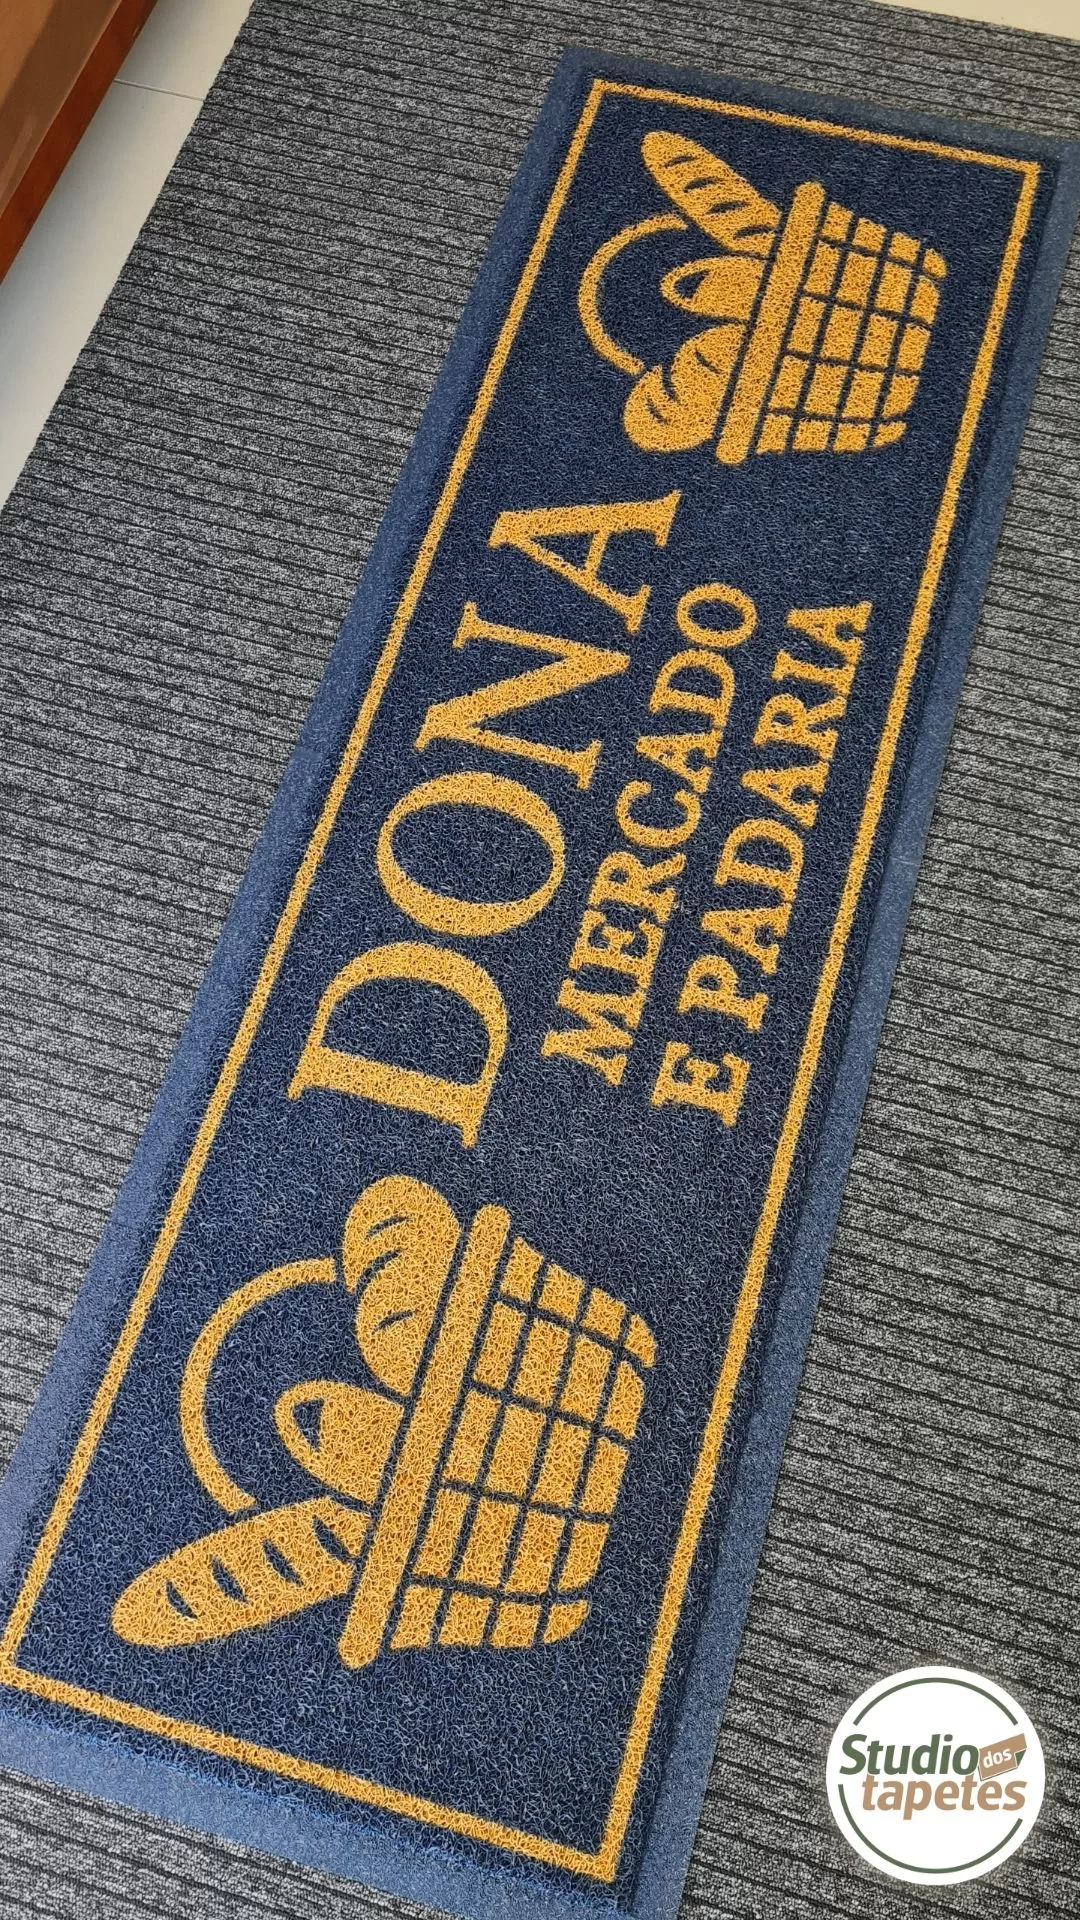 DONA
MERCADO
E PADARIA
Studio dos
tapetes